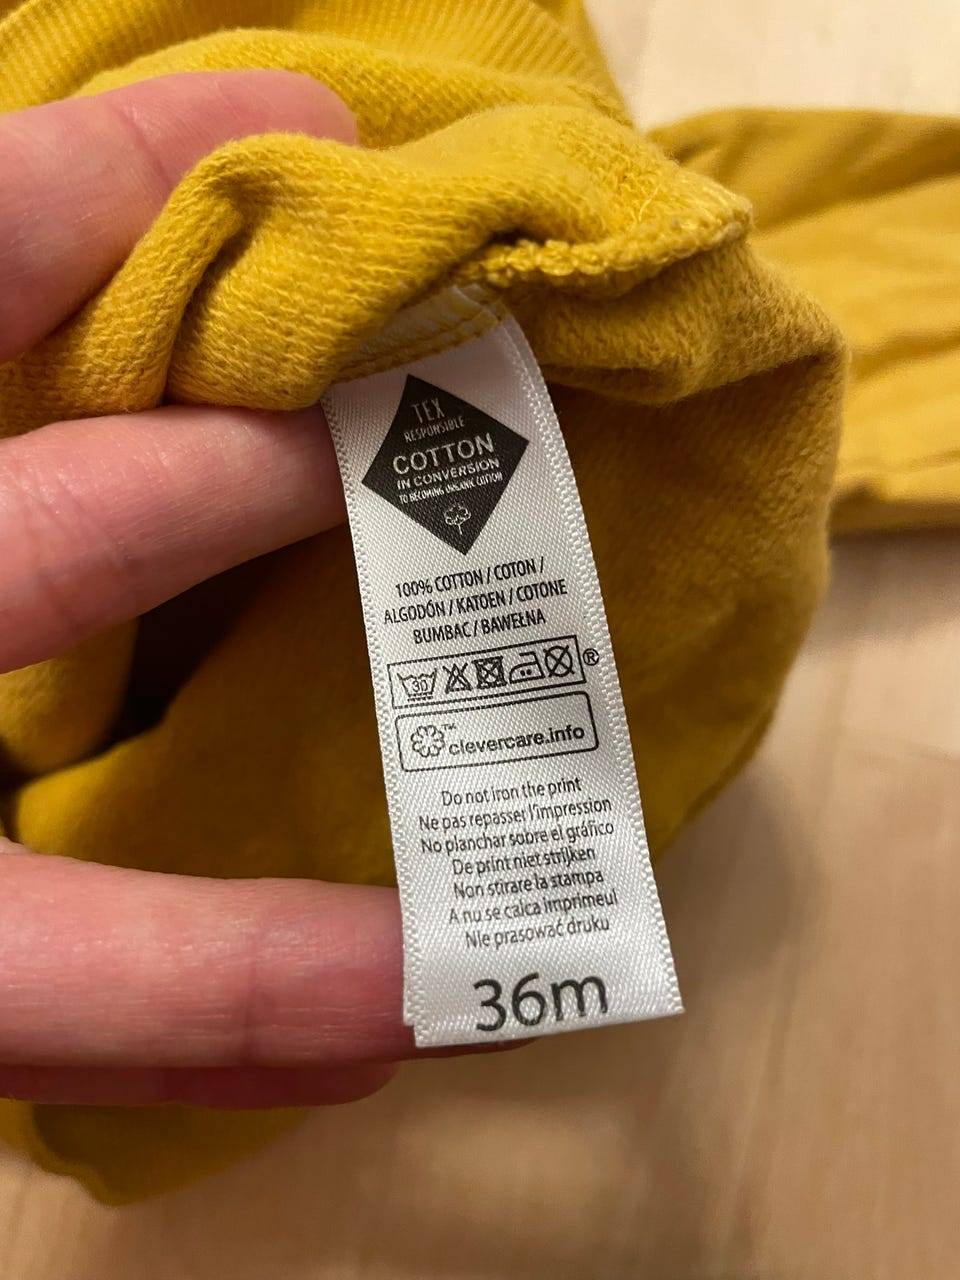 TEX
RESPONSIBLE
COTTON
IN CONVERSION
TO BECOMING ORGANIC COTTON
100% COTTON / COTON /
ALGODÓN / KATOEN / COTONE
BUMBAC / BAWEŁNA
30 ®
™ clevercare.info
Do not iron the print
Ne pas repasser l'impression
No planchar sobre el gráfico
De print niet strijken
Non stirare la stampa
A nu se calca imprimeul
Nie prasować druku
36m